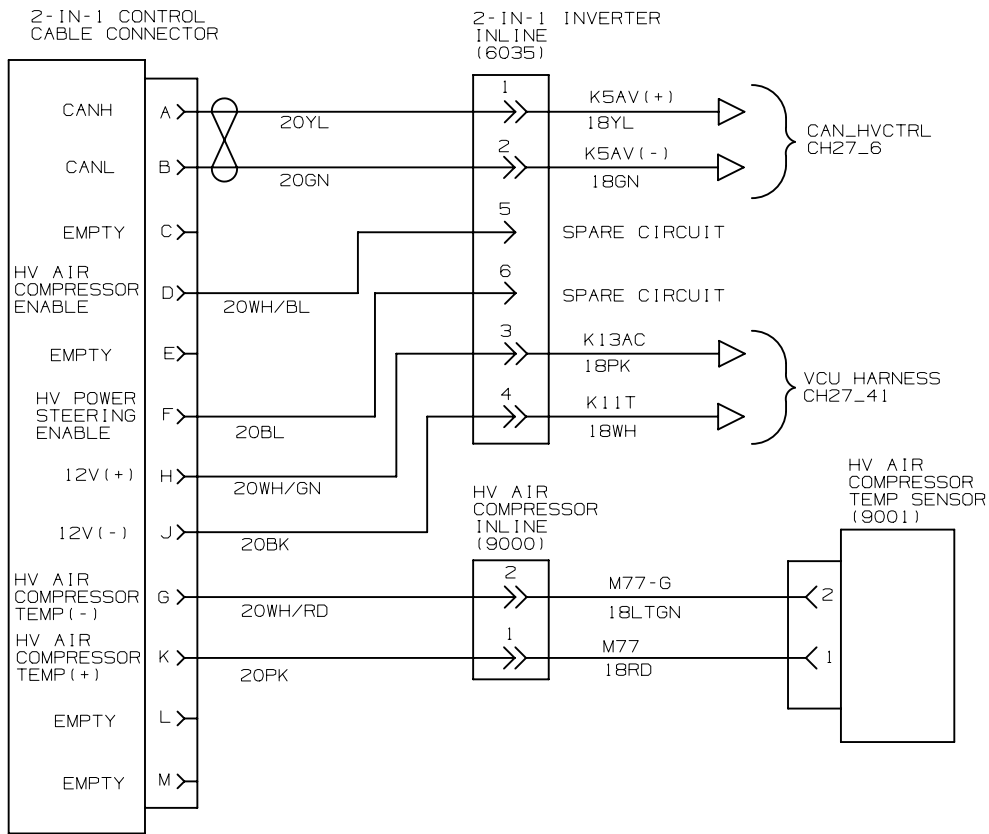 2-IN-1 CONTROL
CABLE CONNECTOR
2-IN-1 INVERTER
INLINE
(6035)
CANH
A
20YL
1
K5AV(+)
18YL
CANL
B
20GN
2
K5AV(-)
18GN
CAN_HVCTRL
CH27_6
EMPTY
C
5
SPARE CIRCUIT
HV AIR
COMPRESSOR
ENABLE
D
20WH/BL
6
SPARE CIRCUIT
EMPTY
E
3
K13AC
18PK
HV POWER
STEERING
ENABLE
F
20BL
4
K11T
18WH
VCU HARNESS
CH27_41
12V(+)
H
20WH/GN
12V(-)
J
20BK
HV AIR
COMPRESSOR
INLINE
(9000)
HV AIR
COMPRESSOR
TEMP SENSOR
(9001)
HV AIR
COMPRESSOR
TEMP(-)
G
20WH/RD
2
M77-G
18LTGN
2
HV AIR
COMPRESSOR
TEMP(+)
K
20PK
1
M77
18RD
1
EMPTY
L
EMPTY
M